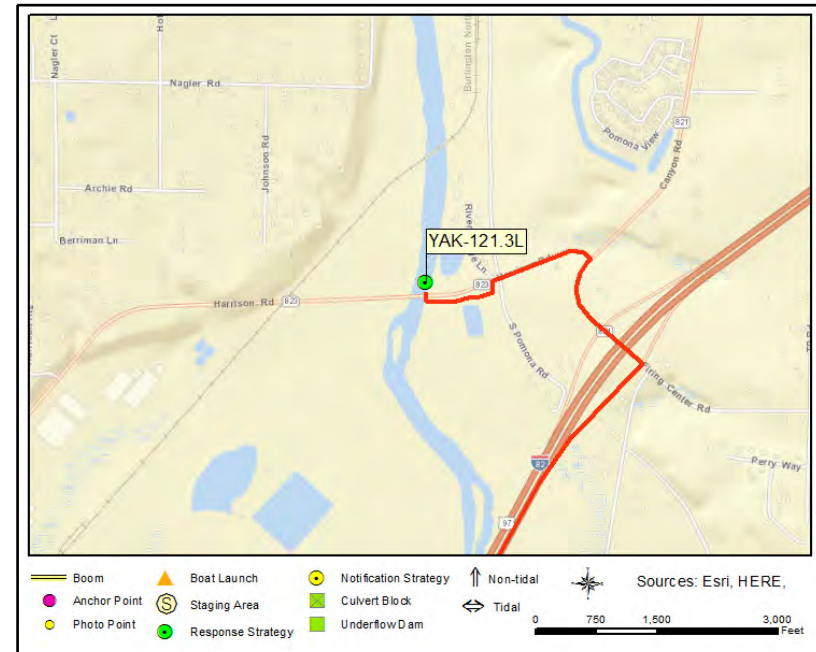 Nagler Ct
Hof
Nagler Rd
Burlington North
Johnson Rd
Archie Rd
Berriman Ln
Pomona View
821
Canyon Rd
YAK-121.3L
823
Harrison Rd
823
S Pomona Rd
Firing Center Rd
Perry Way
82
97
Boom
Boat Launch
Notification Strategy
Non-tidal
Sources: Esri, HERE,
Anchor Point
S
Staging Area
Culvert Block
Tidal
Photo Point
Response Strategy
Underflow Dam
0 750 1,500 3,000
Feet